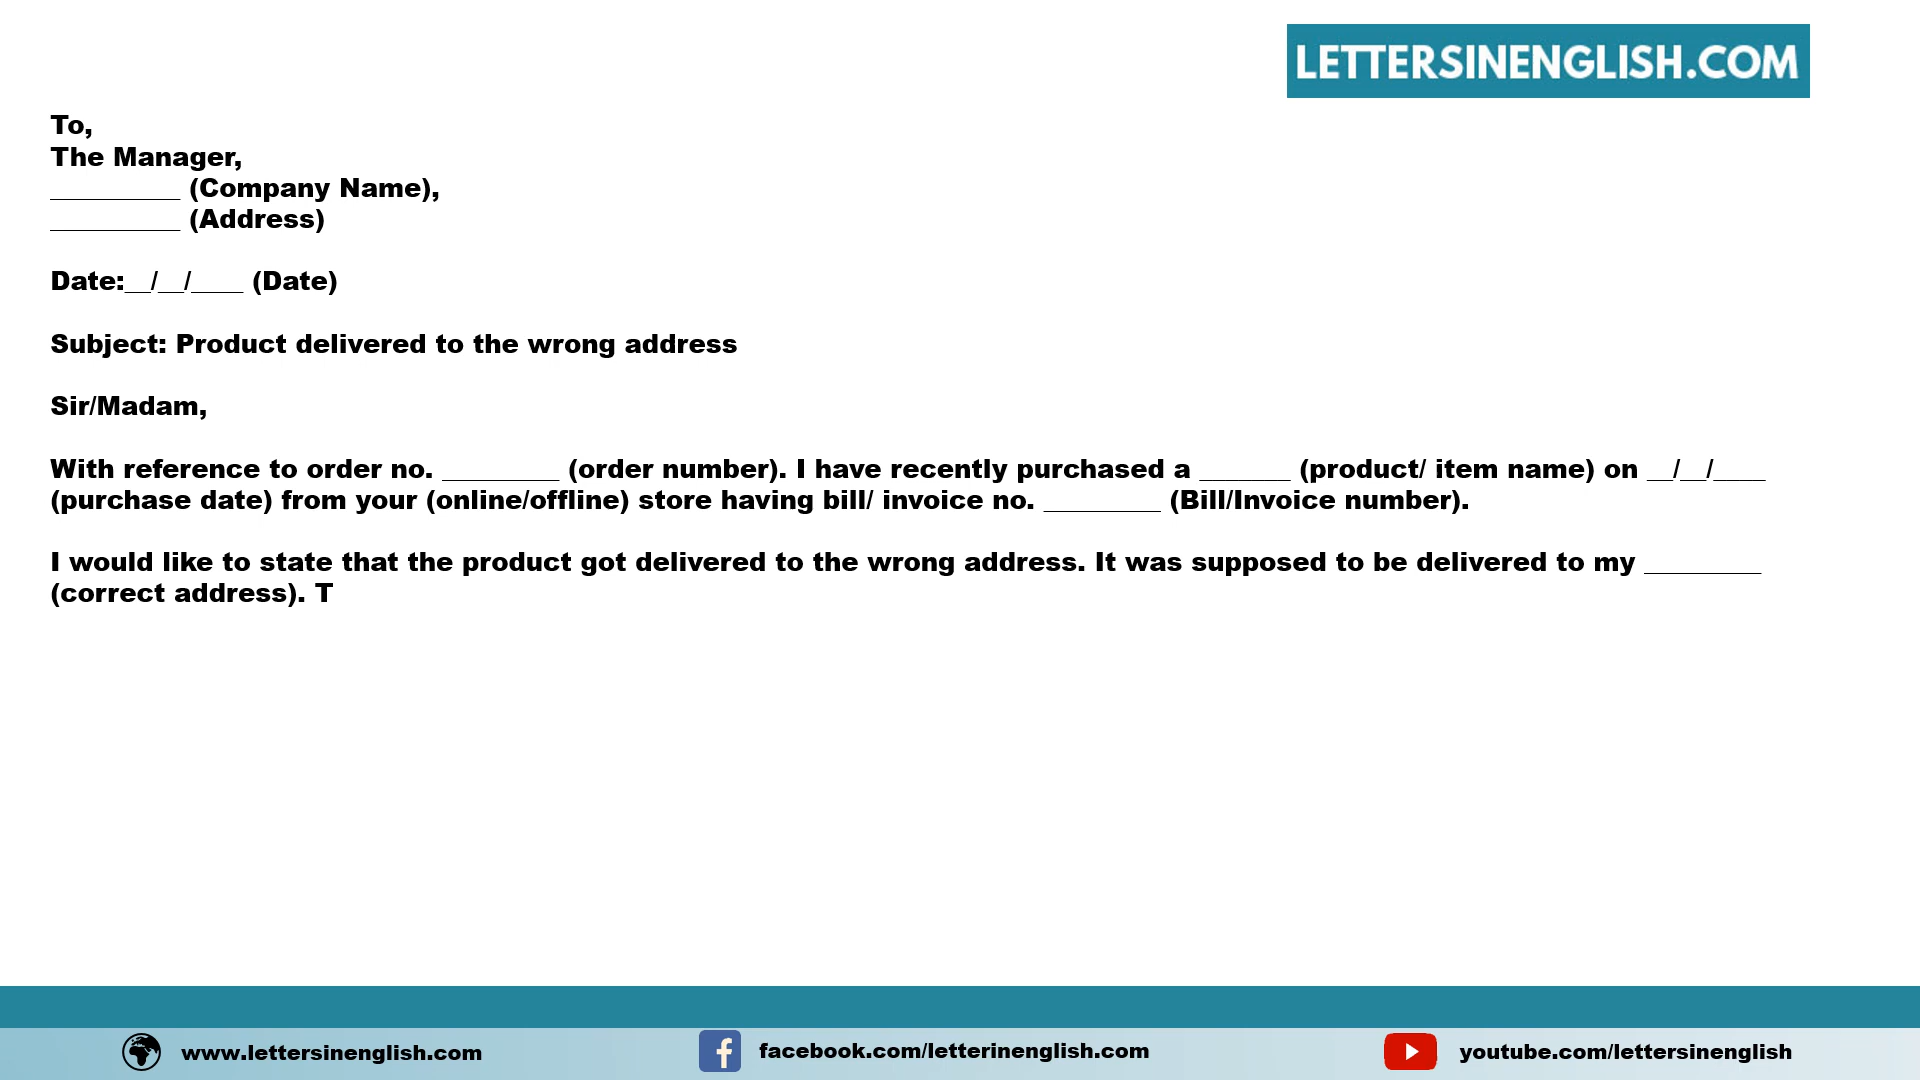 LETTERSINENGLISH.COM
To,
The Manager,
__________ (Company Name),
__________ (Address)
Date:__/__/____ (Date)
Subject: Product delivered to the wrong address
Sir/Madam,
With reference to order no. _________ (order number). I have recently purchased a _______ (product/ item name) on __/__/____
(purchase date) from your (online/offline) store having bill/ invoice no. _________ (Bill/Invoice number).
I would like to state that the product got delivered to the wrong address. It was supposed to be delivered to my _________
(correct address). T
www.lettersinenglish.com
facebook.com/letterinenglish.com
youtube.com/lettersinenglish